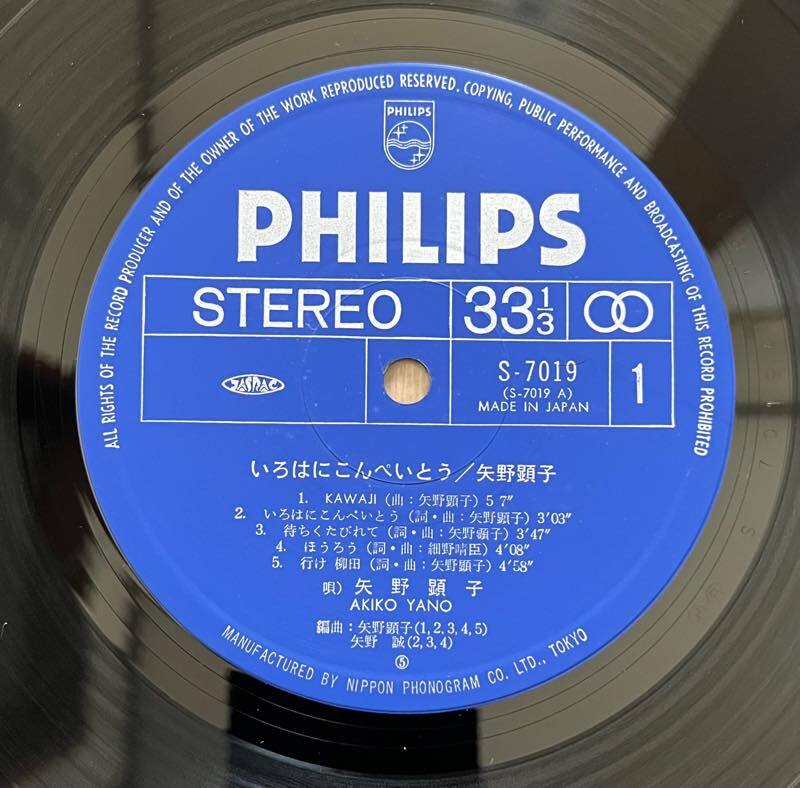 ALL RIGHTS OF THE RECORD PRODUCER AND OF THE OWNER OF THE WORK REPRODUCED RESERVED. COPYING, PUBLIC PERFORMANCE AND BROADCASTING OF THIS RECORD PROHIBITED
PHILIPS
PHILIPS
STEREO 33 1/3
JASRAC S-7019 1
(S-7019 A)
MADE IN JAPAN
いろはにこんぺいとう/矢野顕子
1. KAWAJI (曲:矢野顕子) 5 7″
2. いろはにこんぺいとう (詞・曲:矢野顕子) 3′03″
3. 待ちくたびれて (詞・曲:矢野顕子) 3′47″
4. ほうろう (詞・曲:細野晴臣) 4′08″
5. 行け 柳田 (詞・曲:矢野顕子) 4′58″
唄) 矢野顕子
AKIKO YANO
編曲:矢野顕子(1,2,3,4,5)
矢野 誠(2,3,4)
⑤
MANUFACTURED BY NIPPON PHONOGRAM CO. LTD., TOKYO